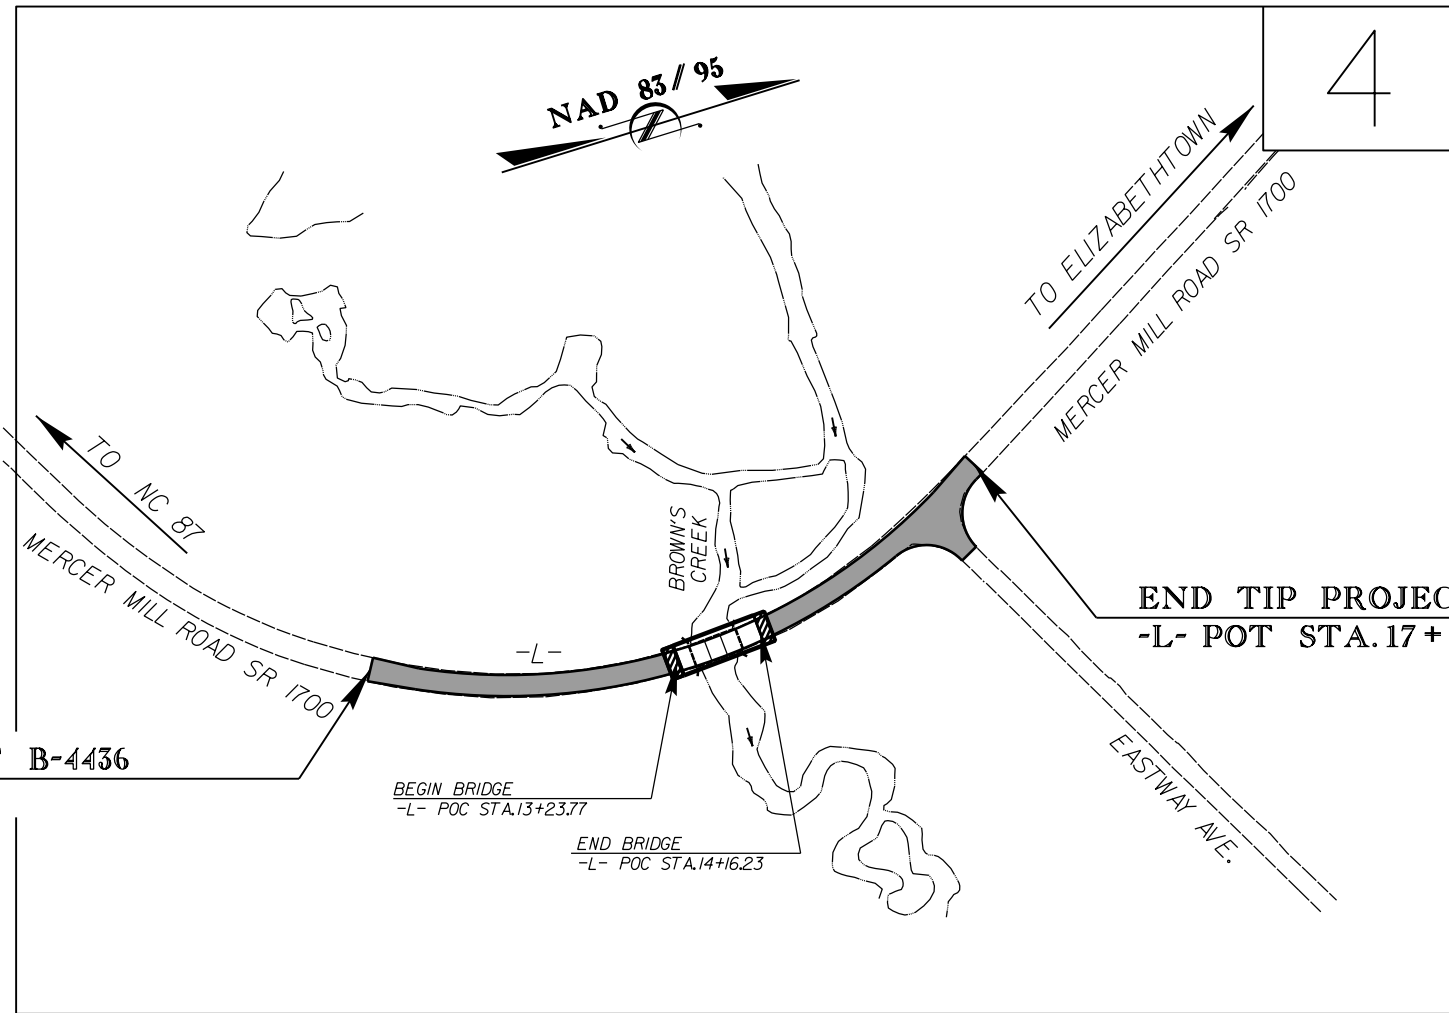 4
NAD 83/ 95
TO ELIZABETHTOWN
MERCER MILL ROAD SR 1700
TO NC 87
MERCER MILL ROAD SR 1700
BROWN'S
CREEK
-L-
END TIP PROJEC
-L- POT STA. 17 +
B-4436
BEGIN BRIDGE
-L- POC STA.13+23.77
END BRIDGE
-L- POC STA.14+16.23
EASTWAY AVE.